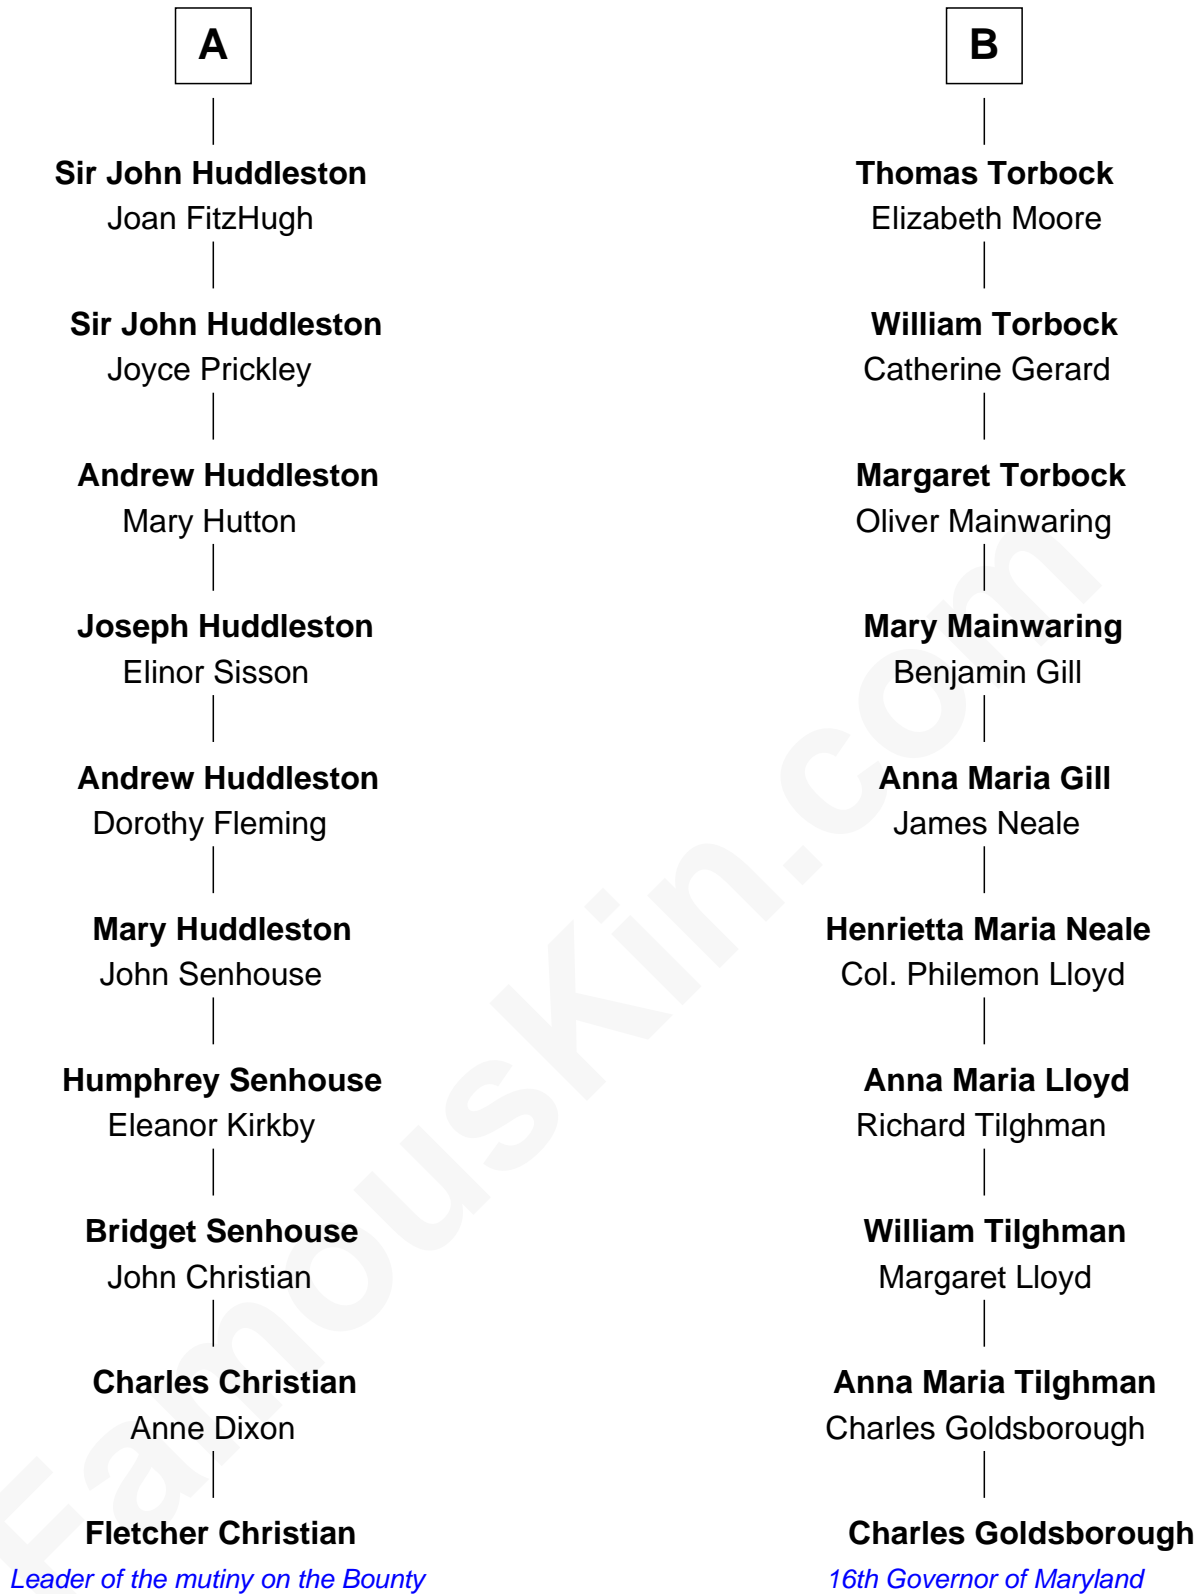 A
Sir John Huddleston
Joan FitzHugh
Sir John Huddleston
Joyce Prickley
Andrew Huddleston
Mary Hutton
Joseph Huddleston
Elinor Sisson
Andrew Huddleston
Dorothy Fleming
Mary Huddleston
John Senhouse
Humphrey Senhouse
Eleanor Kirkby
Bridget Senhouse
John Christian
Charles Christian
Anne Dixon
Fletcher Christian
Leader of the mutiny on the Bounty
B
Thomas Torbock
Elizabeth Moore
William Torbock
Catherine Gerard
Margaret Torbock
Oliver Mainwaring
Mary Mainwaring
Benjamin Gill
Anna Maria Gill
James Neale
Henrietta Maria Neale
Col. Philemon Lloyd
Anna Maria Lloyd
Richard Tilghman
William Tilghman
Margaret Lloyd
Anna Maria Tilghman
Charles Goldsborough
Charles Goldsborough
16th Governor of Maryland
FamousKin.com